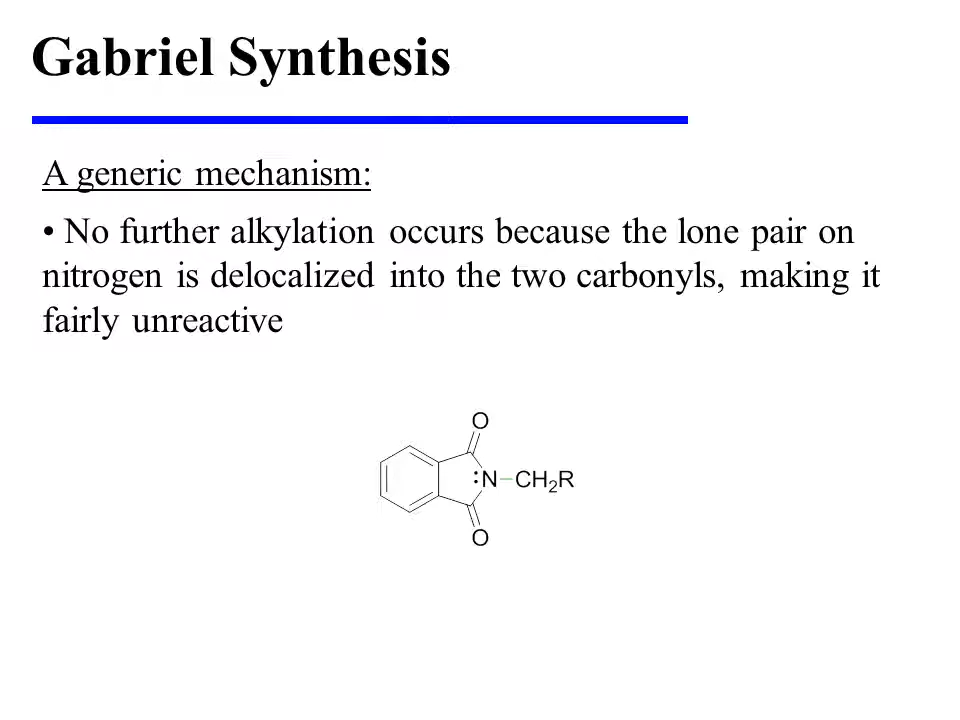 Gabriel Synthesis
A generic mechanism:
• No further alkylation occurs because the lone pair on
nitrogen is delocalized into the two carbonyls, making it
fairly unreactive
O
:N–CH₂R
O